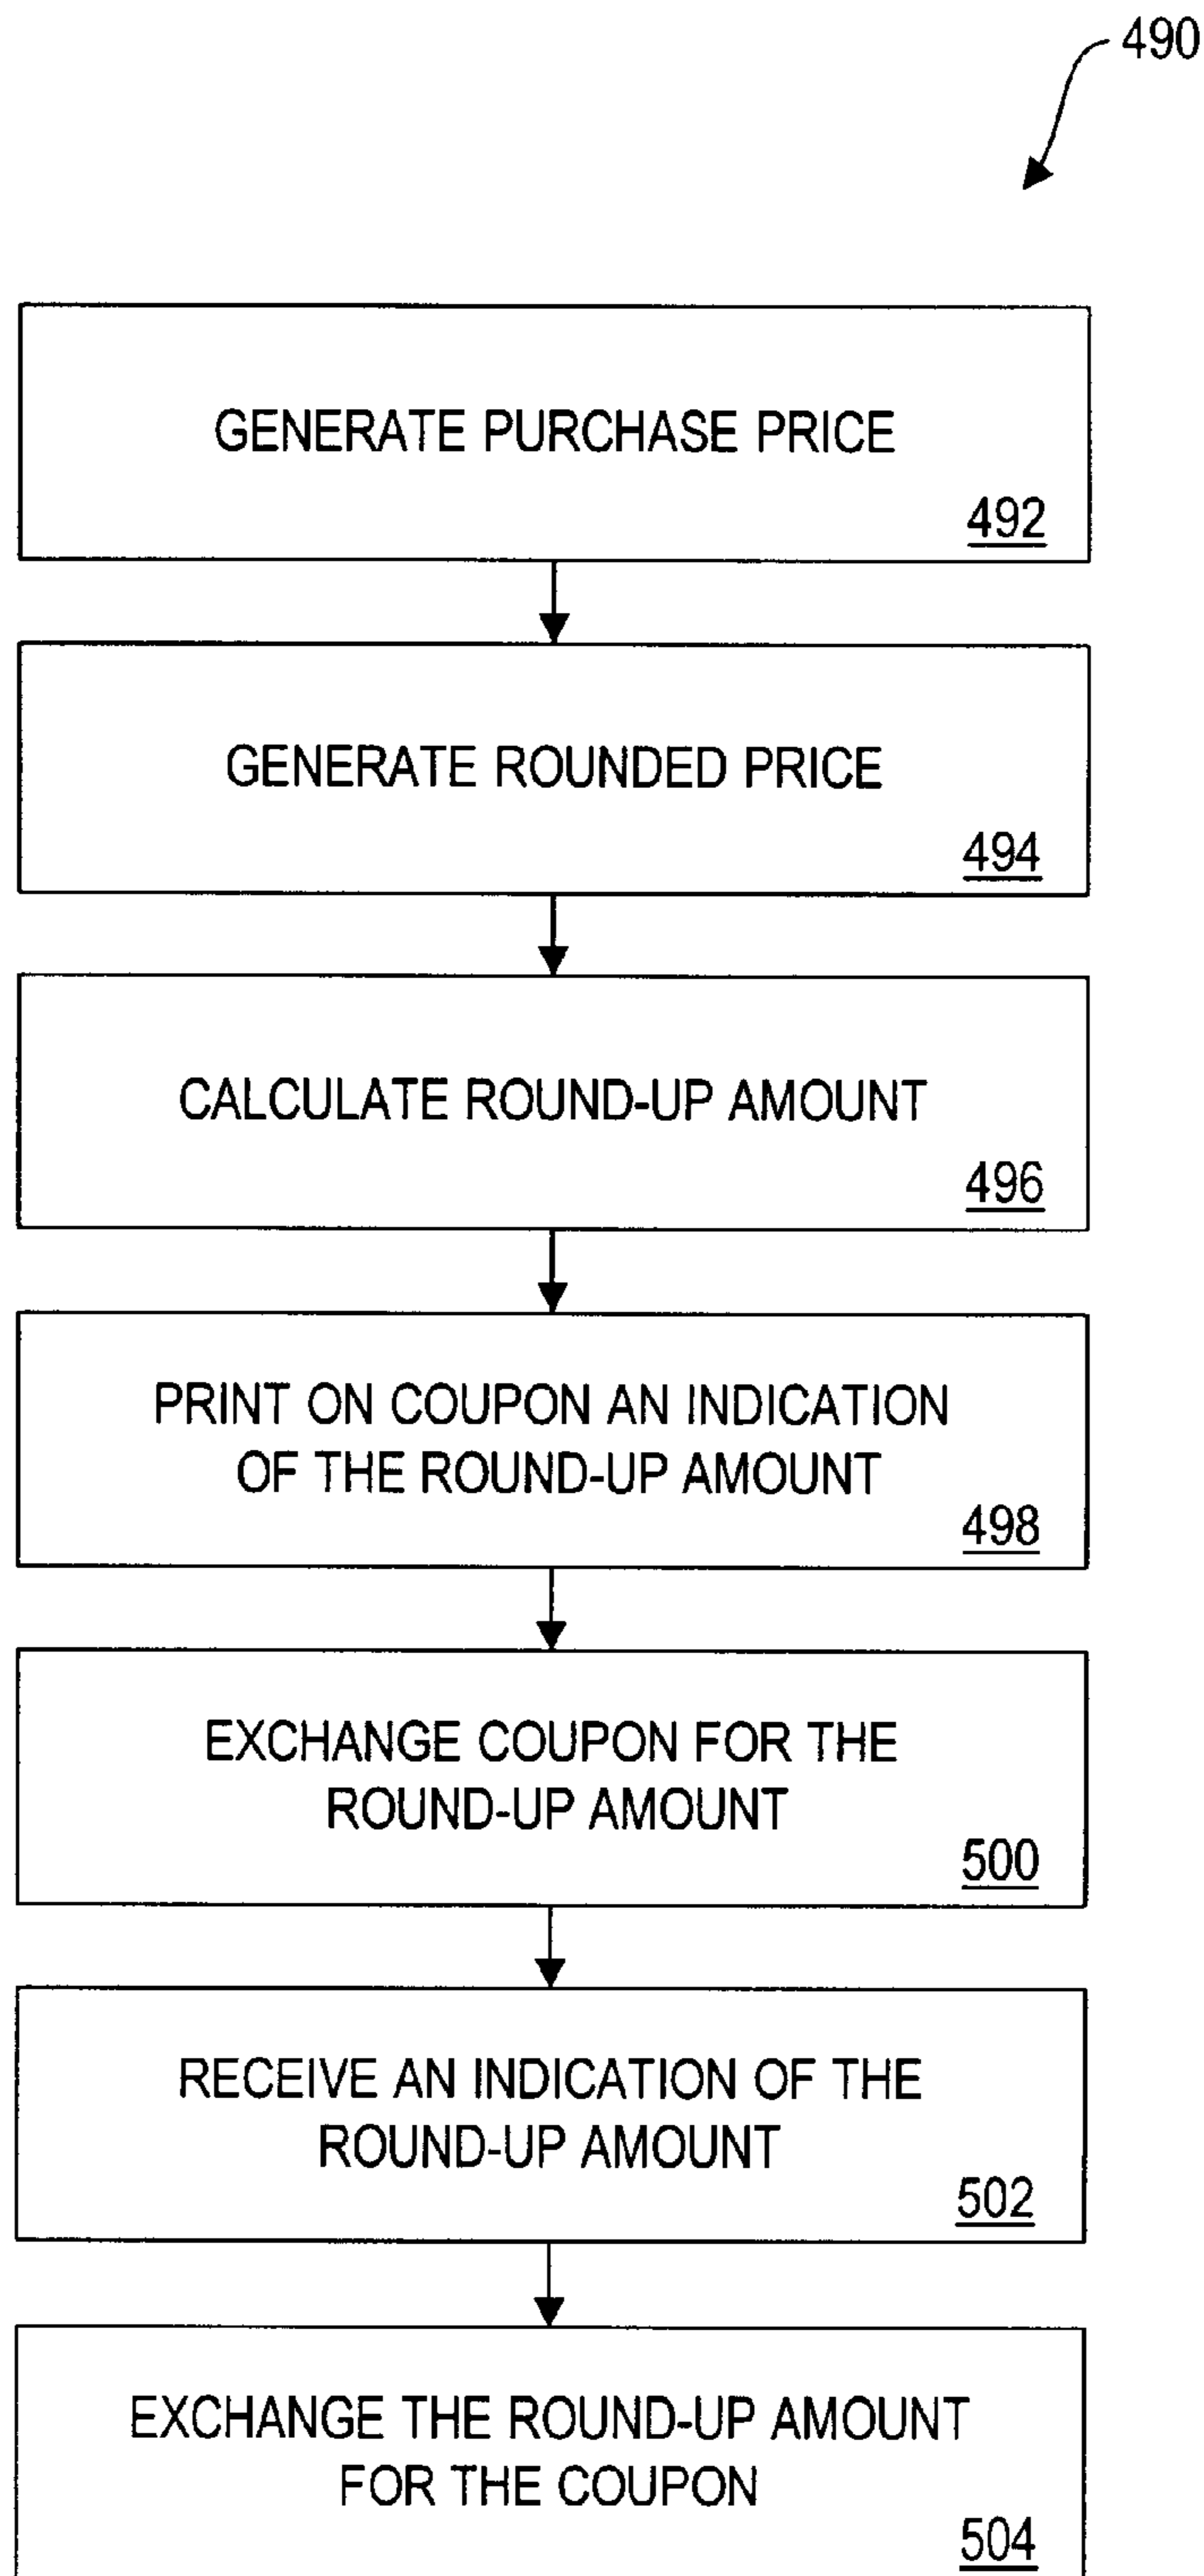 490
GENERATE PURCHASE PRICE
492
GENERATE ROUNDED PRICE
494
CALCULATE ROUND-UP AMOUNT
496
PRINT ON COUPON AN INDICATION
OF THE ROUND-UP AMOUNT
498
EXCHANGE COUPON FOR THE
ROUND-UP AMOUNT
500
RECEIVE AN INDICATION OF THE
ROUND-UP AMOUNT
502
EXCHANGE THE ROUND-UP AMOUNT
FOR THE COUPON
504